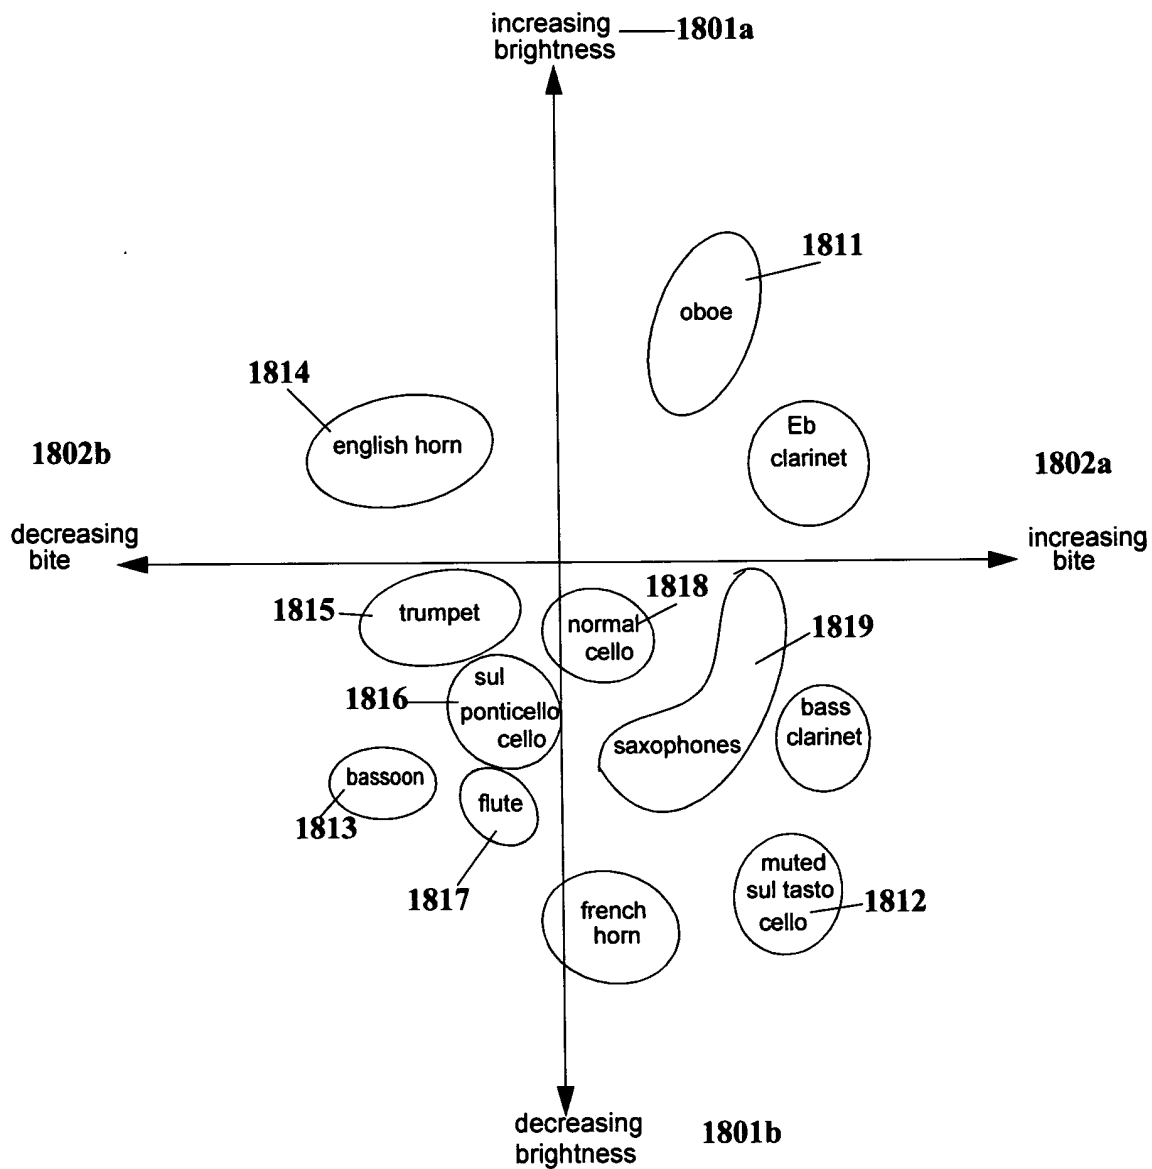 increasing
brightness
1801a
1811
oboe
1814
english horn
Eb
clarinet
1802b
1802a
decreasing
bite
increasing
bite
1815
trumpet
1818
normal
cello
1819
1816
sul
ponticello
cello
saxophones
bass
clarinet
bassoon
1813
flute
1817
muted
sul tasto
cello
1812
french
horn
decreasing
brightness
1801b